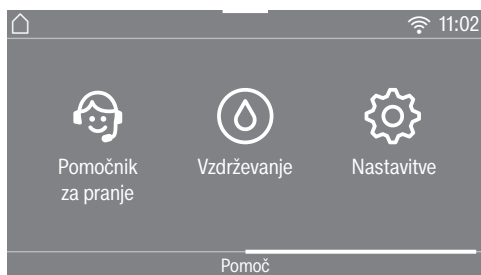 11:02
Pomočnik
za pranje
Vzdrževanje
Nastavitve
Pomoč